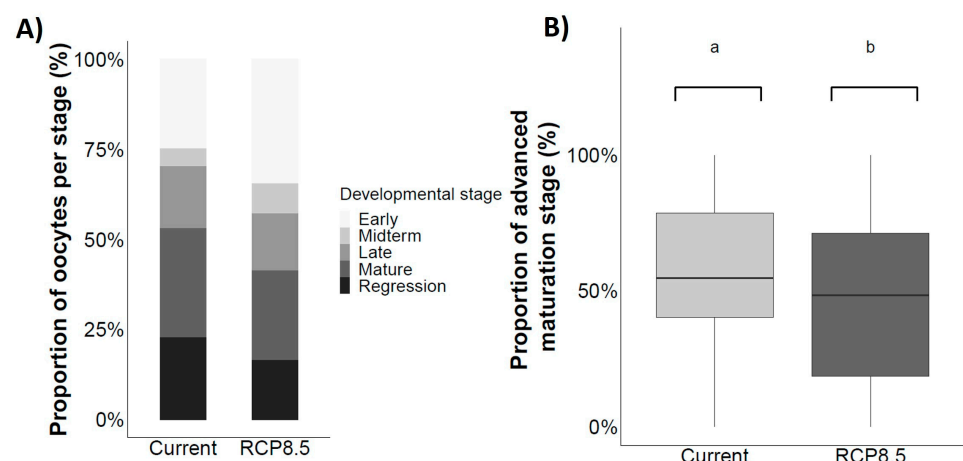 A)
Proportion of oocytes per stage (%)
100%
75%
50%
25%
0%
Current RCP8.5
Developmental stage
Early
Midterm
Late
Mature
Regression
B)
Proportion of advanced
maturation stage (%)
a b
100%
50%
0%
Current RCP8.5